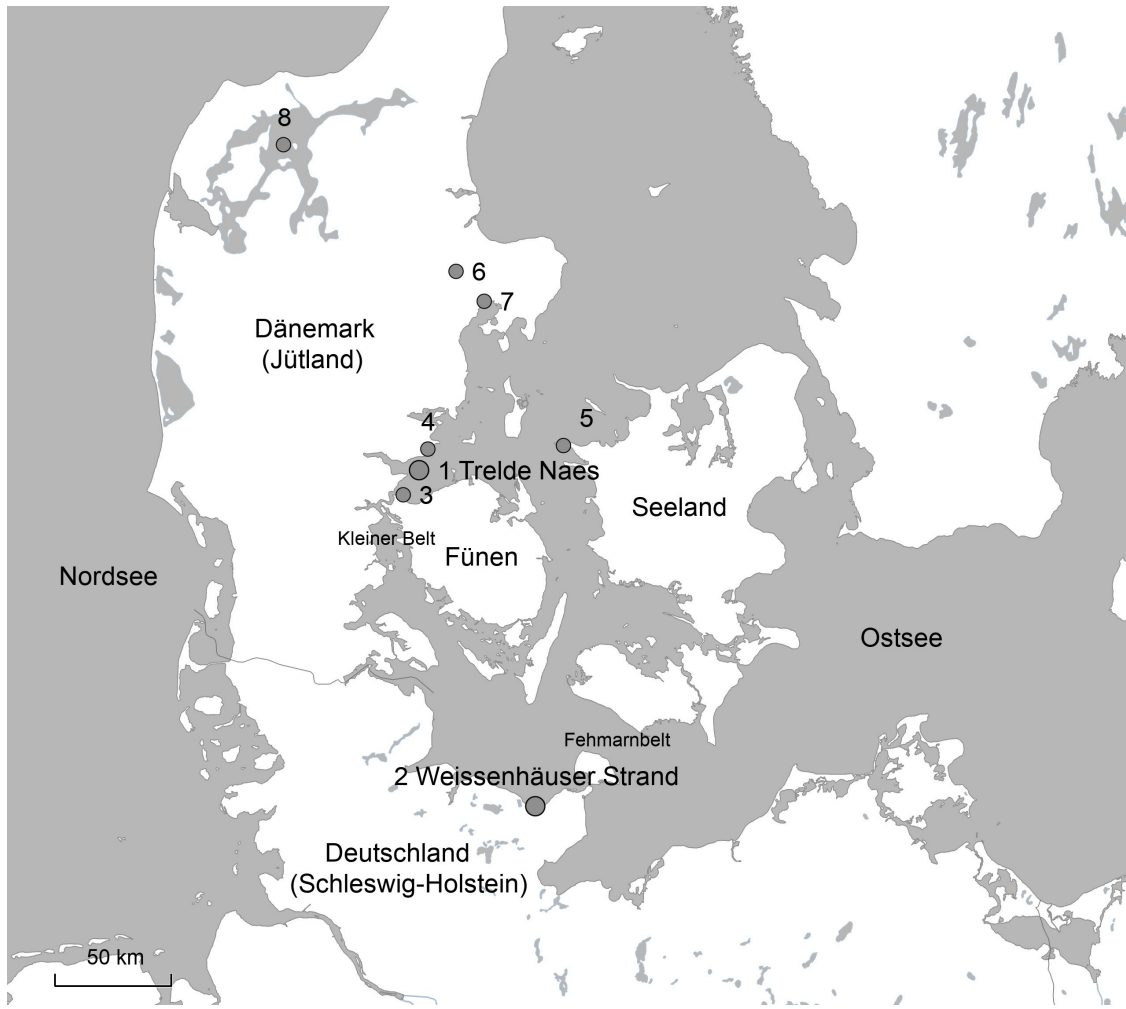 8
6
7
Dänemark
(Jütland)
4
5
1 Trelde Naes
3
Seeland
Kleiner Belt
Fünen
Nordsee
Ostsee
Fehmarnbelt
2 Weissenhäuser Strand
Deutschland
(Schleswig-Holstein)
50 km